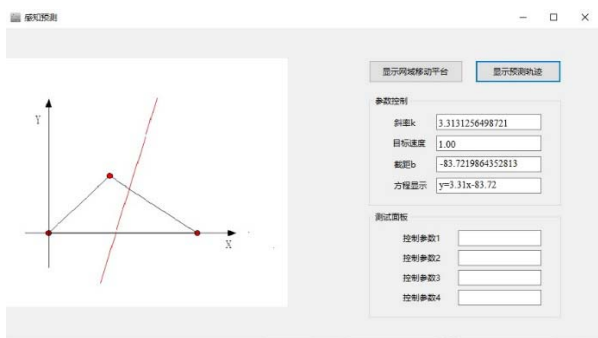 感知预测
显示网域移动平台
显示预测轨迹
Y
X
参数控制
斜率k 3.3131256498721
目标速度 1.00
截距b -83.7219864352813
方程显示 y=3.31x-83.72
测试面板
控制参数1
控制参数2
控制参数3
控制参数4